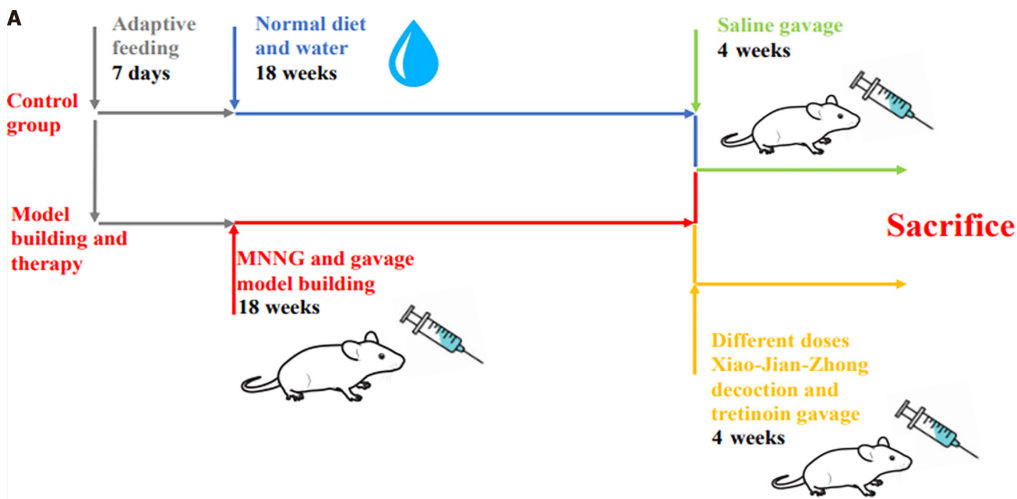 A
Adaptive
feeding
7 days
Normal diet
and water
18 weeks
Saline gavage
4 weeks
Control
group
Model
building and
therapy
MNNG and gavage
model building
18 weeks
Sacrifice
Different doses
Xiao-Jian-Zhong
decoction and
tretinoin gavage
4 weeks